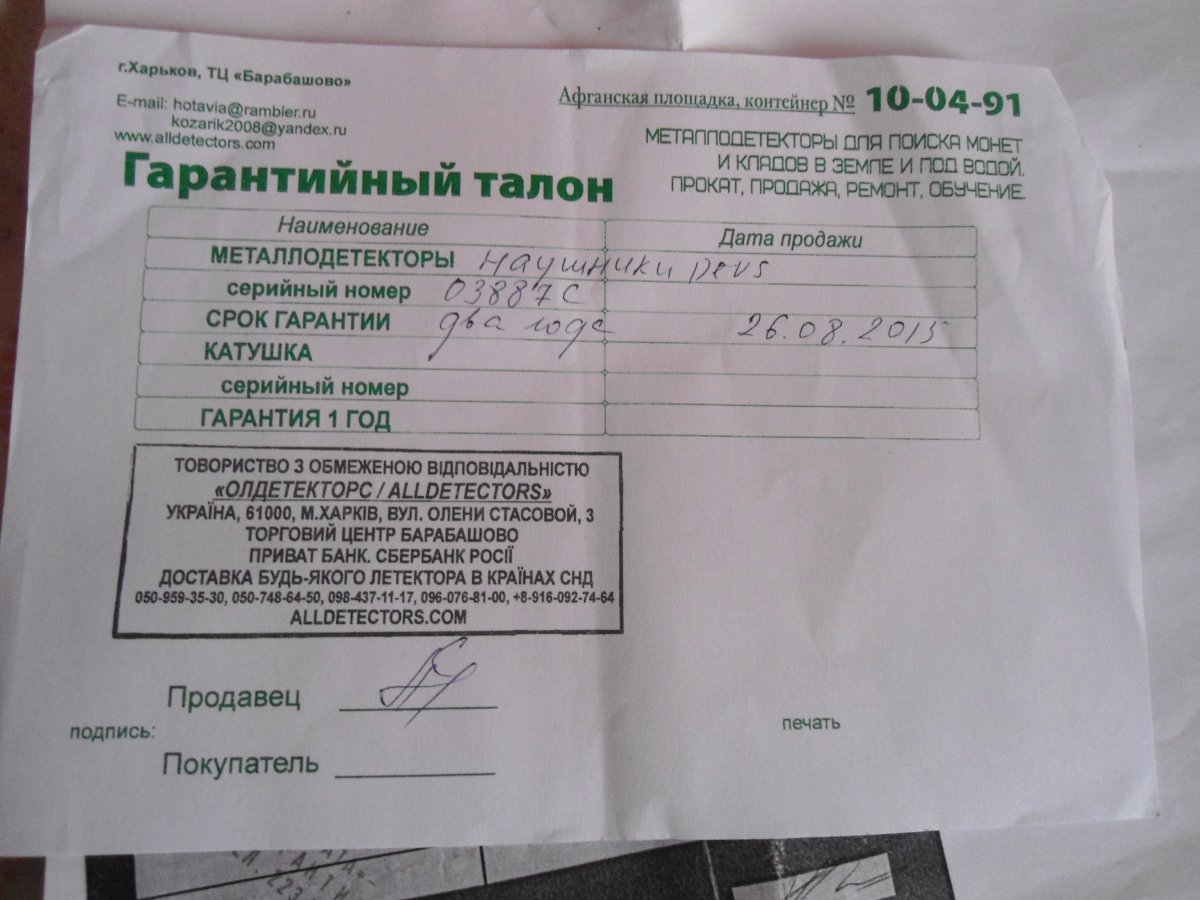 г.Харьков, ТЦ «Барабашово»
E-mail: hotavia@rambler.ru
kozarik2008@yandex.ru
www.alldetectors.com
Афганская площадка, контейнер № 10-04-91
МЕТАЛЛОДЕТЕКТОРЫ ДЛЯ ПОИСКА МОНЕТ
И КЛАДОВ В ЗЕМЛЕ И ПОД ВОДОЙ.
ПРОКАТ, ПРОДАЖА, РЕМОНТ, ОБУЧЕНИЕ.
Гарантийный талон
Наименование Дата продажи
МЕТАЛЛОДЕТЕКТОРЫ наушники Deus
серийный номер 03887C
СРОК ГАРАНТИИ два года 26.08.2015
КАТУШКА
серийный номер
ГАРАНТИЯ 1 ГОД
ТОВОРИСТВО З ОБМЕЖЕНОЮ ВІДПОВІДАЛЬНІСТЮ
«ОЛДЕТЕКТОРС / ALLDETECTORS»
УКРАЇНА, 61000, М.ХАРКІВ, ВУЛ. ОЛЕНИ СТАСОВОЙ, 3
ТОРГОВИЙ ЦЕНТР БАРАБАШОВО
ПРИВАТ БАНК. СБЕРБАНК РОСІЇ
ДОСТАВКА БУДЬ-ЯКОГО ЛЕТЕКТОРА В КРАЇНАХ СНД
050-959-35-30, 050-748-64-50, 098-437-11-17, 096-076-81-00, +8-916-092-74-64
ALLDETECTORS.COM
Продавец
подпись:
печать
Покупатель